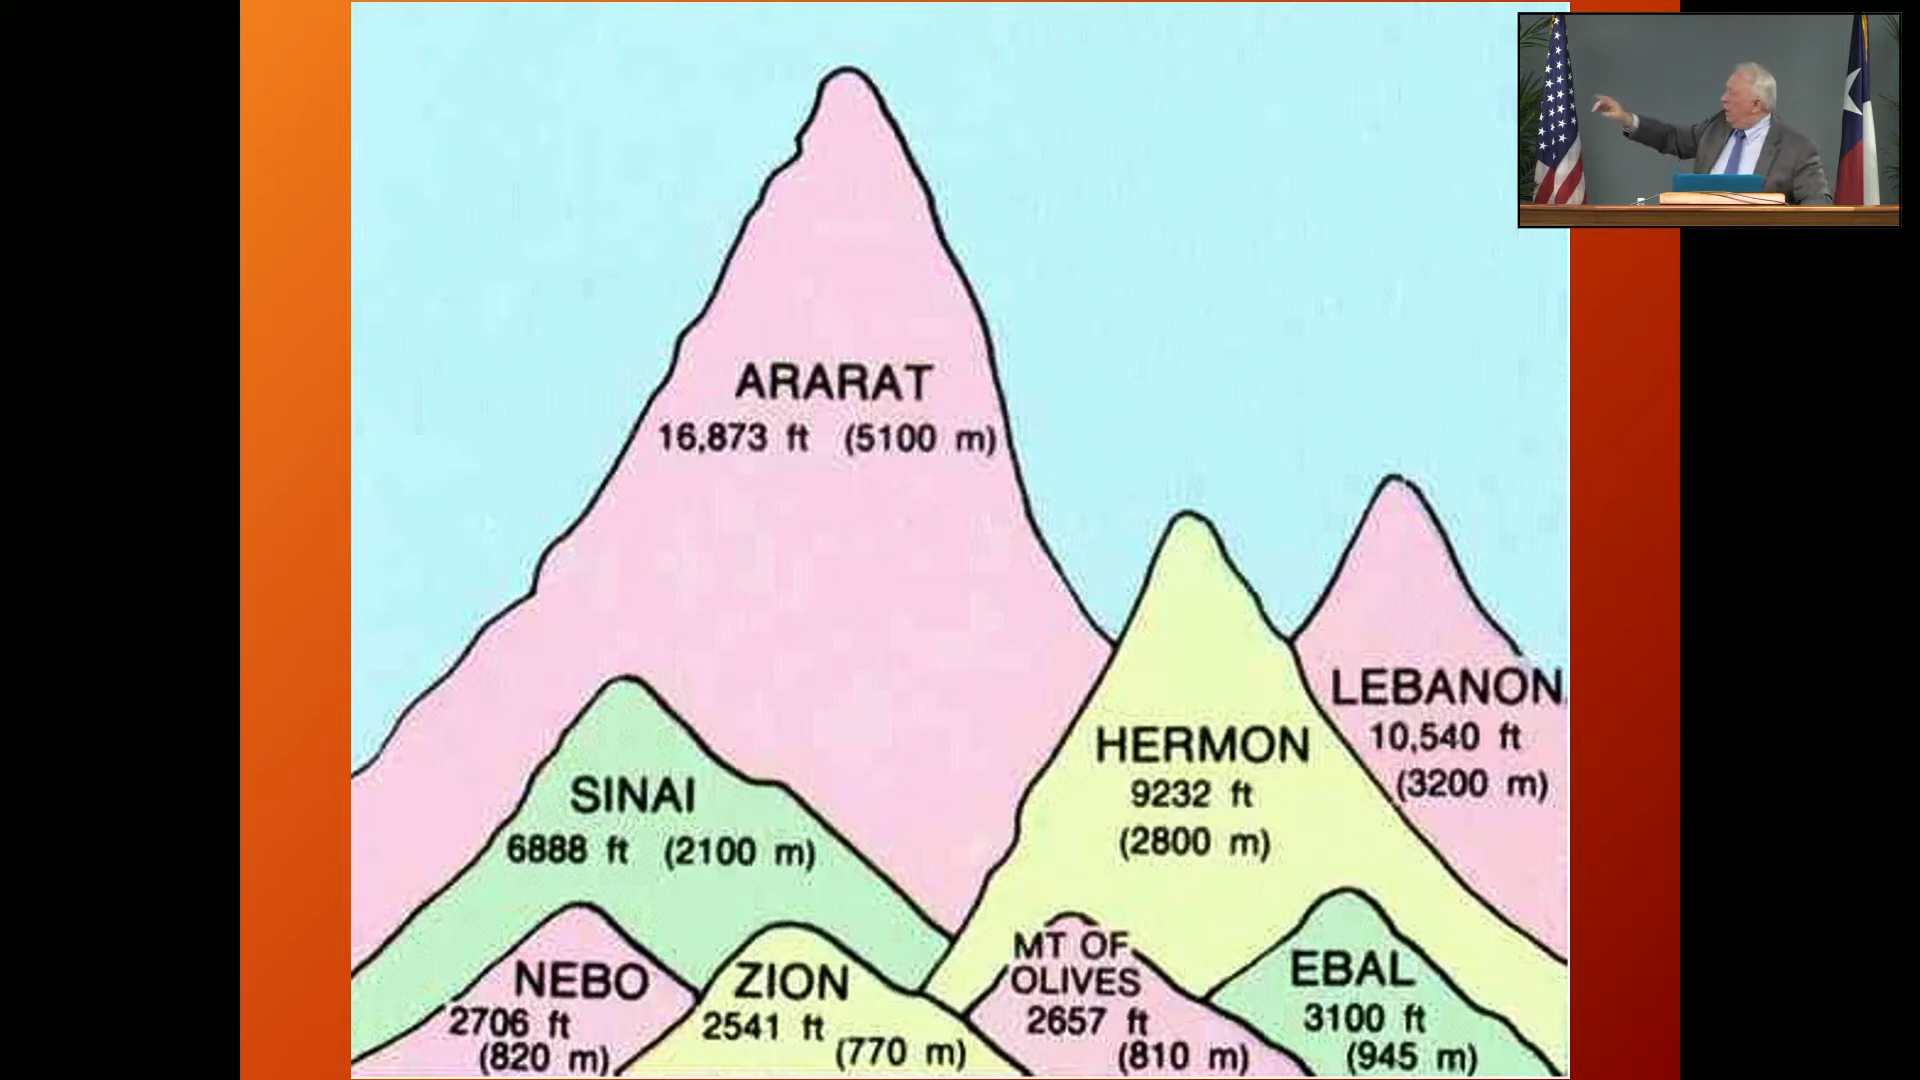 ARARAT
16,873 ft (5100 m)
LEBANON
10,540 ft
(3200 m)
HERMON
9232 ft
(2800 m)
SINAI
6888 ft (2100 m)
NEBO
2706 ft
(820 m)
ZION
2541 ft
(770 m)
MT OF
OLIVES
2657 ft
(810 m)
EBAL
3100 ft
(945 m)